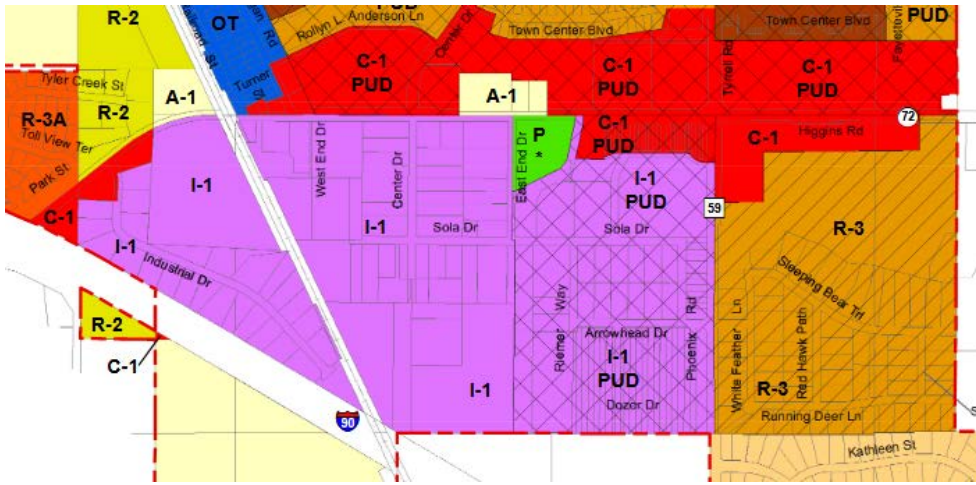 R-2
OT
Rollyn L
Anderson Ln
PUD
Center Dr
Town Center Blvd
Town Center Blvd
PUD
Tyrrell Rd
Turner St
Tyler Creek St
R-3A
R-2
A-1
Toll View Ter
Park St
C-1
PUD
A-1
C-1
PUD
C-1
PUD
C-1
PUD
C-1
Higgins Rd
72
P
*
East End Dr
I-1
West End Dr
Center Dr
I-1
Sola Dr
I-1
PUD
59
Sola Dr
R-3
C-1
I-1
Industrial Dr
Sleeping Bear Trl
R-2
C-1
Riemer Way
Arrowhead Dr
Phoenix Rd
White Feather Ln
Red Hawk Path
I-1
I-1
PUD
Dozer Dr
R-3
Running Deer Ln
90
Kathleen St